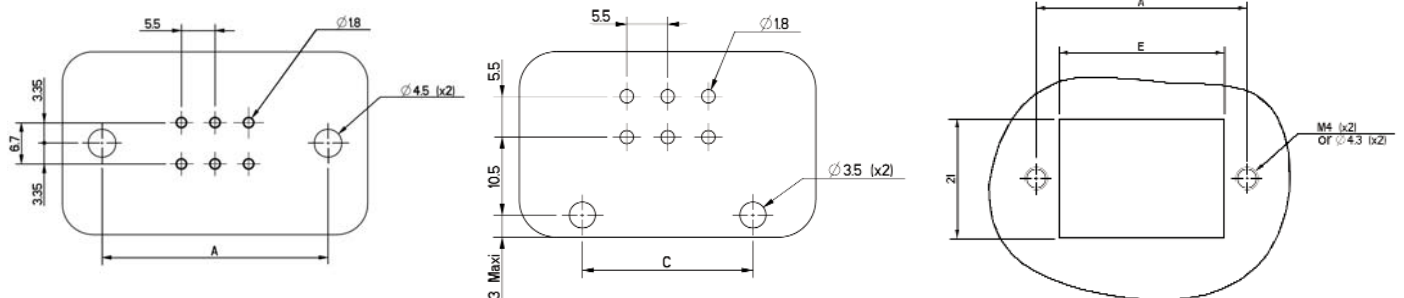 5.5
Ø1.8
3.35
6.7
3.35
Ø4.5 (x2)
A
5.5
Ø1.8
5.5
10.5
3 Maxi
Ø3.5 (x2)
C
A
E
21
M4 (x2)
or Ø4.3 (x2)